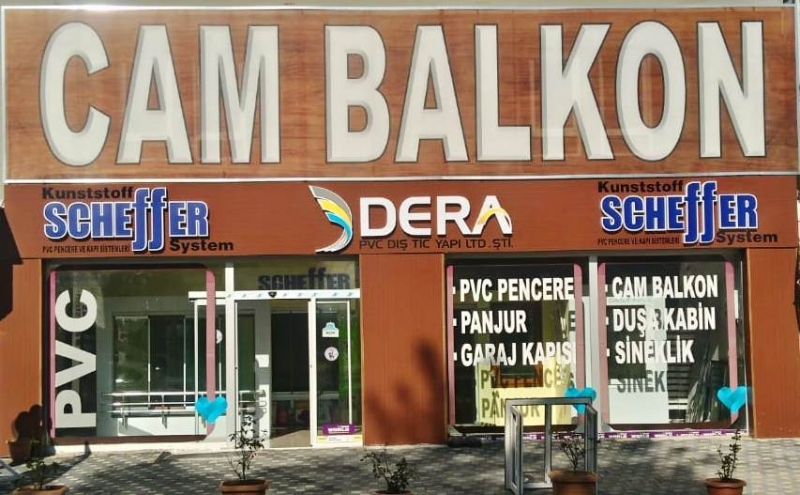 CAM BALKON
Kunststoff
SCHEFFER
PVC PENCERE VE KAPI SİSTEMLERİ System
DERA
PVC DIŞ TİC YAPI LTD.ŞTİ.
Kunststoff
SCHEFFER
PVC PENCERE VE KAPI SİSTEMLERİ System
PVC
SCHEFFER
· PVC PENCERE
· PANJUR
· GARAJ KAPISI
· CAM BALKON
· DUŞA KABİN
· SİNEKLİK